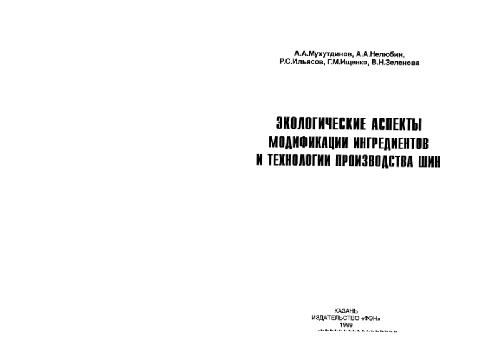 А.А.Мухутдинов, А.А.Нелюбин,
Р.С.Ильясов, Г.М.Ищенко, В.Н.Зеленова
ЭКОЛОГИЧЕСКИЕ АСПЕКТЫ
МОДИФИКАЦИИ ИНГРЕДИЕНТОВ
И ТЕХНОЛОГИИ ПРОИЗВОДСТВА ШИН
КАЗАНЬ
ИЗДАТЕЛЬСТВО «ФЭН»
1999